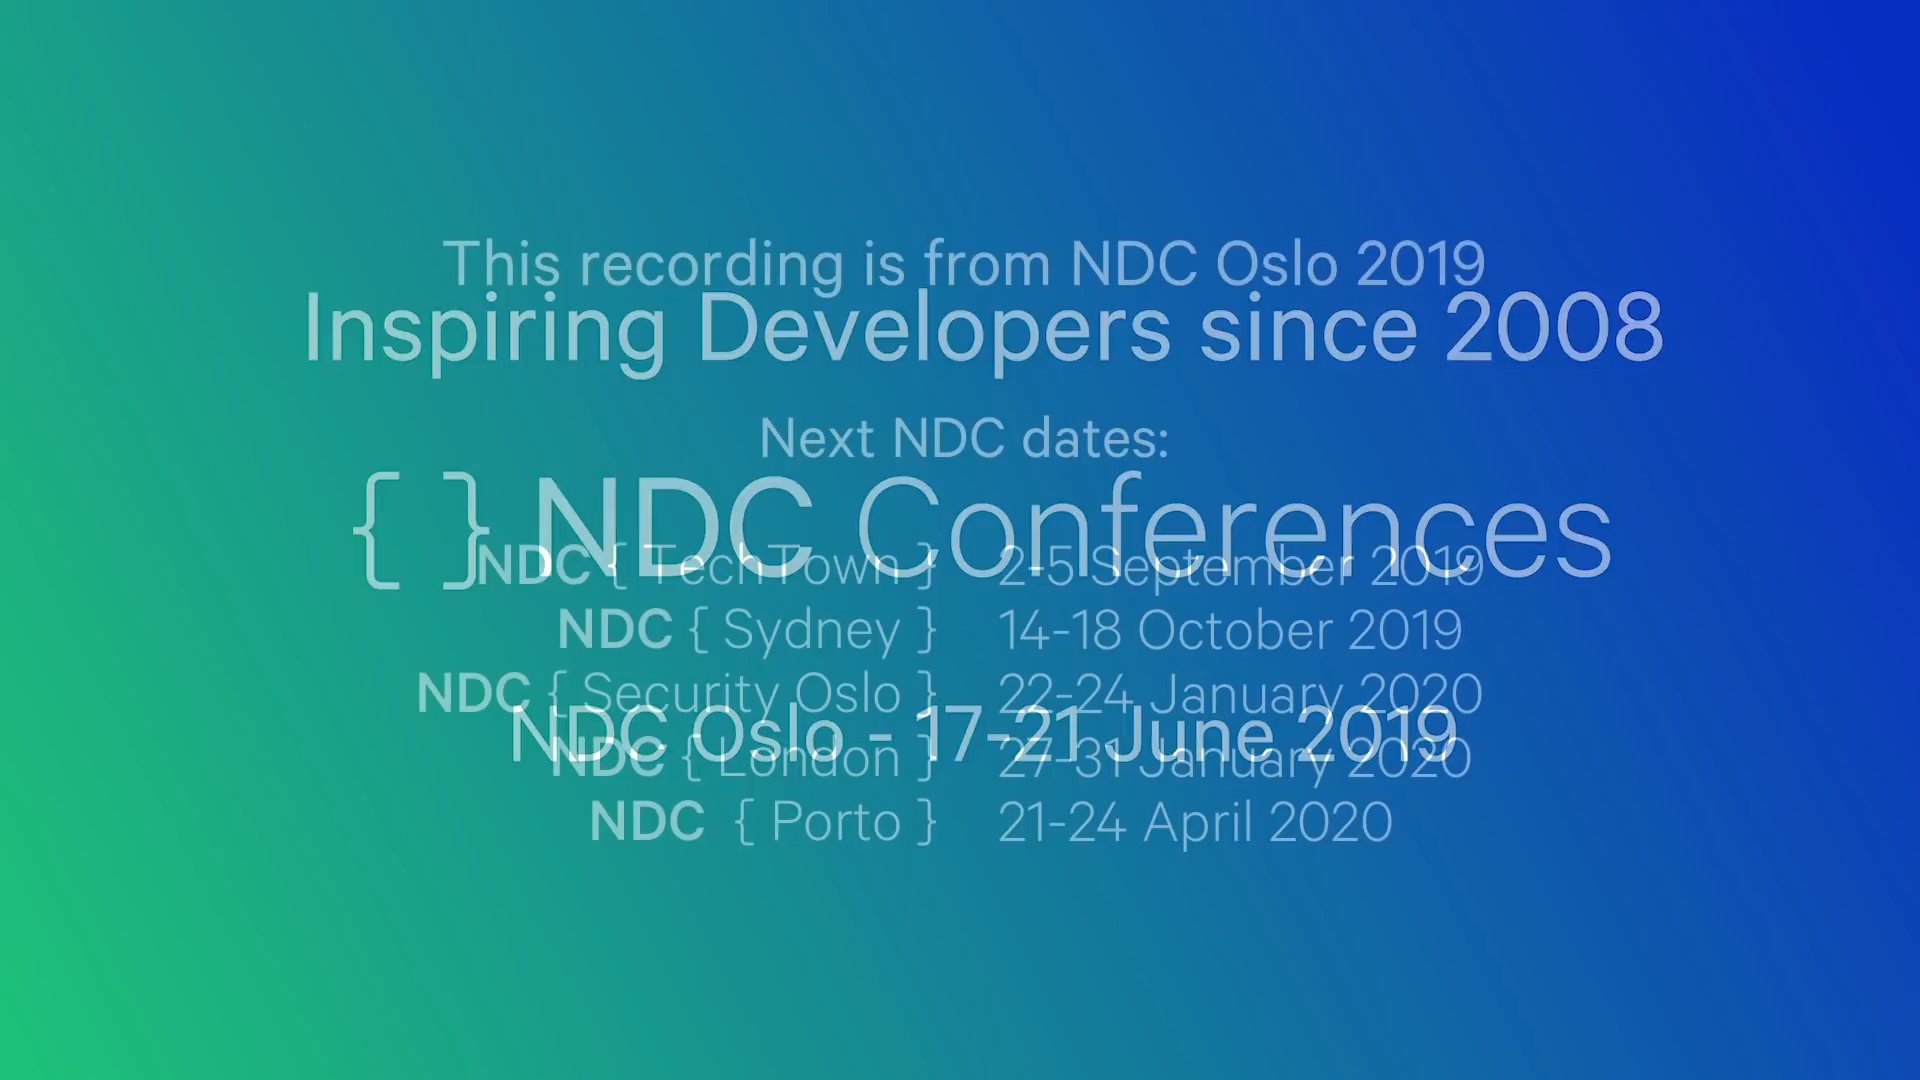 This recording is from NDC Oslo 2019
Inspiring Developers since 2008
Next NDC dates:
{ } NDC Conferences
NDC { TechTown } 2-5 September 2019
NDC { Sydney } 14-18 October 2019
NDC { Security Oslo } 22-24 January 2020
NDC Oslo - 17-21 June 2019
NDC { London } 27-31 January 2020
NDC { Porto } 21-24 April 2020